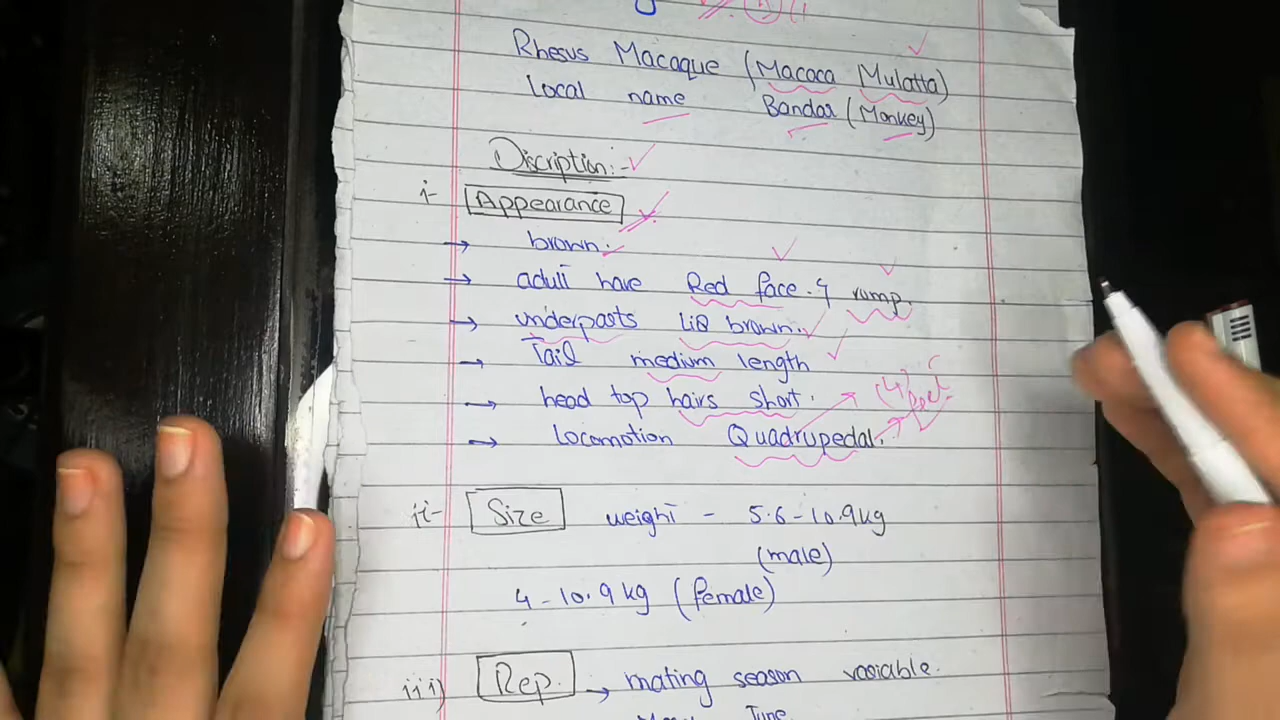 Rhesus Macaque (Macaca Mulatta)
Local name Bandar (Monkey)
Discription:-
i- Appearance
→ brown.
→ adult have Red face. & rump.
→ underparts Lig brown.
→ Tail medium length
→ head top hairs short.
→ locomotion Quadrupedal.
(4)
ii- Size weight - 5.6-10.9kg
(male)
4-10.9 kg (female)
iii) Rep. → mating season variable.
June